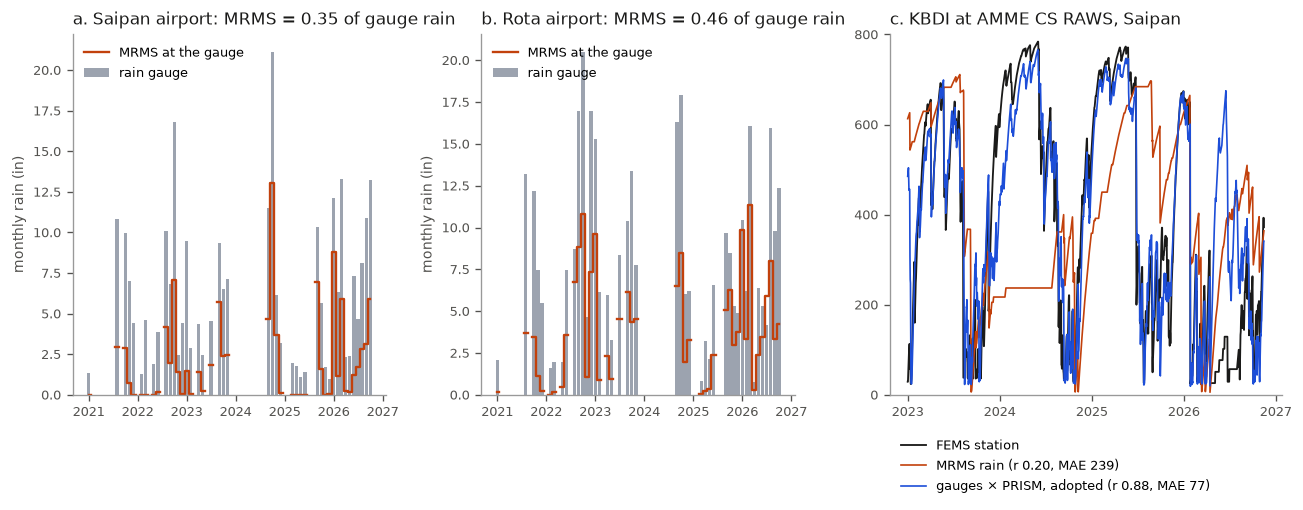 a. Saipan airport: MRMS = 0.35 of gauge rain
MRMS at the gauge
rain gauge
monthly rain (in)
20.0
17.5
15.0
12.5
10.0
7.5
5.0
2.5
0.0
2021 2022 2023 2024 2025 2026 2027
b. Rota airport: MRMS = 0.46 of gauge rain
MRMS at the gauge
rain gauge
monthly rain (in)
20.0
17.5
15.0
12.5
10.0
7.5
5.0
2.5
0.0
2021 2022 2023 2024 2025 2026 2027
c. KBDI at AMME CS RAWS, Saipan
800
600
400
200
0
2023 2024 2025 2026 2027
FEMS station
MRMS rain (r 0.20, MAE 239)
gauges × PRISM, adopted (r 0.88, MAE 77)